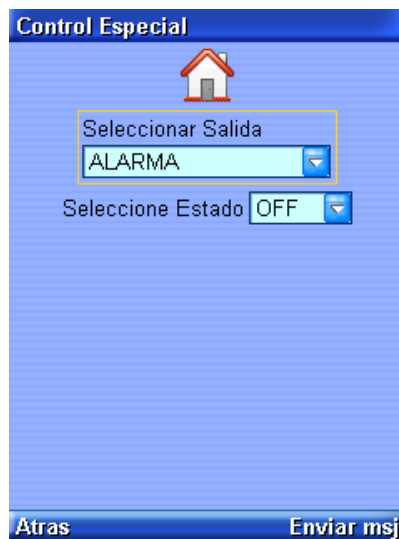 Control Especial
Seleccionar Salida
ALARMA
Seleccione Estado OFF
Atras Enviar msj